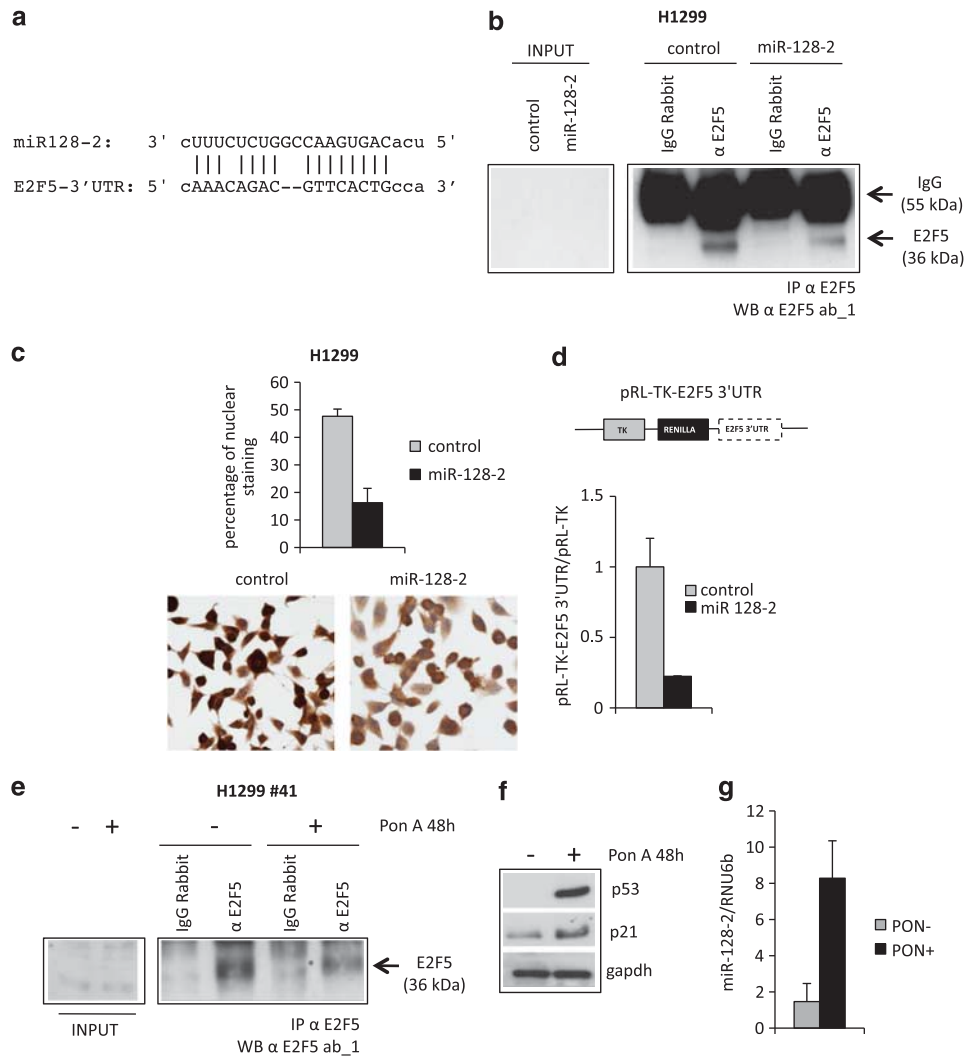 a
miR128-2: 3' cUUUCUCUGGCCAAGUGACacu 5'
E2F5-3'UTR: 5' cAAACAGAC--GTTCACTGcca 3'
b
H1299
INPUT
control
miR-128-2
control
miR-128-2
IgG Rabbit
α E2F5
IgG Rabbit
α E2F5
IgG
(55 kDa)
E2F5
(36 kDa)
IP α E2F5
WB α E2F5 ab_1
c
H1299
percentage of nuclear
staining
60
50
40
30
20
10
0
control
miR-128-2
control
miR-128-2
d
pRL-TK-E2F5 3'UTR
TK
RENILLA
E2F5 3'UTR
pRL-TK-E2F5 3'UTR/pRL-TK
1.5
1
0.5
0
control
miR 128-2
e
H1299 #41
- +
- +
Pon A 48h
IgG Rabbit
α E2F5
IgG Rabbit
α E2F5
E2F5
(36 kDa)
INPUT
IP α E2F5
WB α E2F5 ab_1
f
- + Pon A 48h
p53
p21
gapdh
g
miR-128-2/RNU6b
12
10
8
6
4
2
0
PON-
PON+